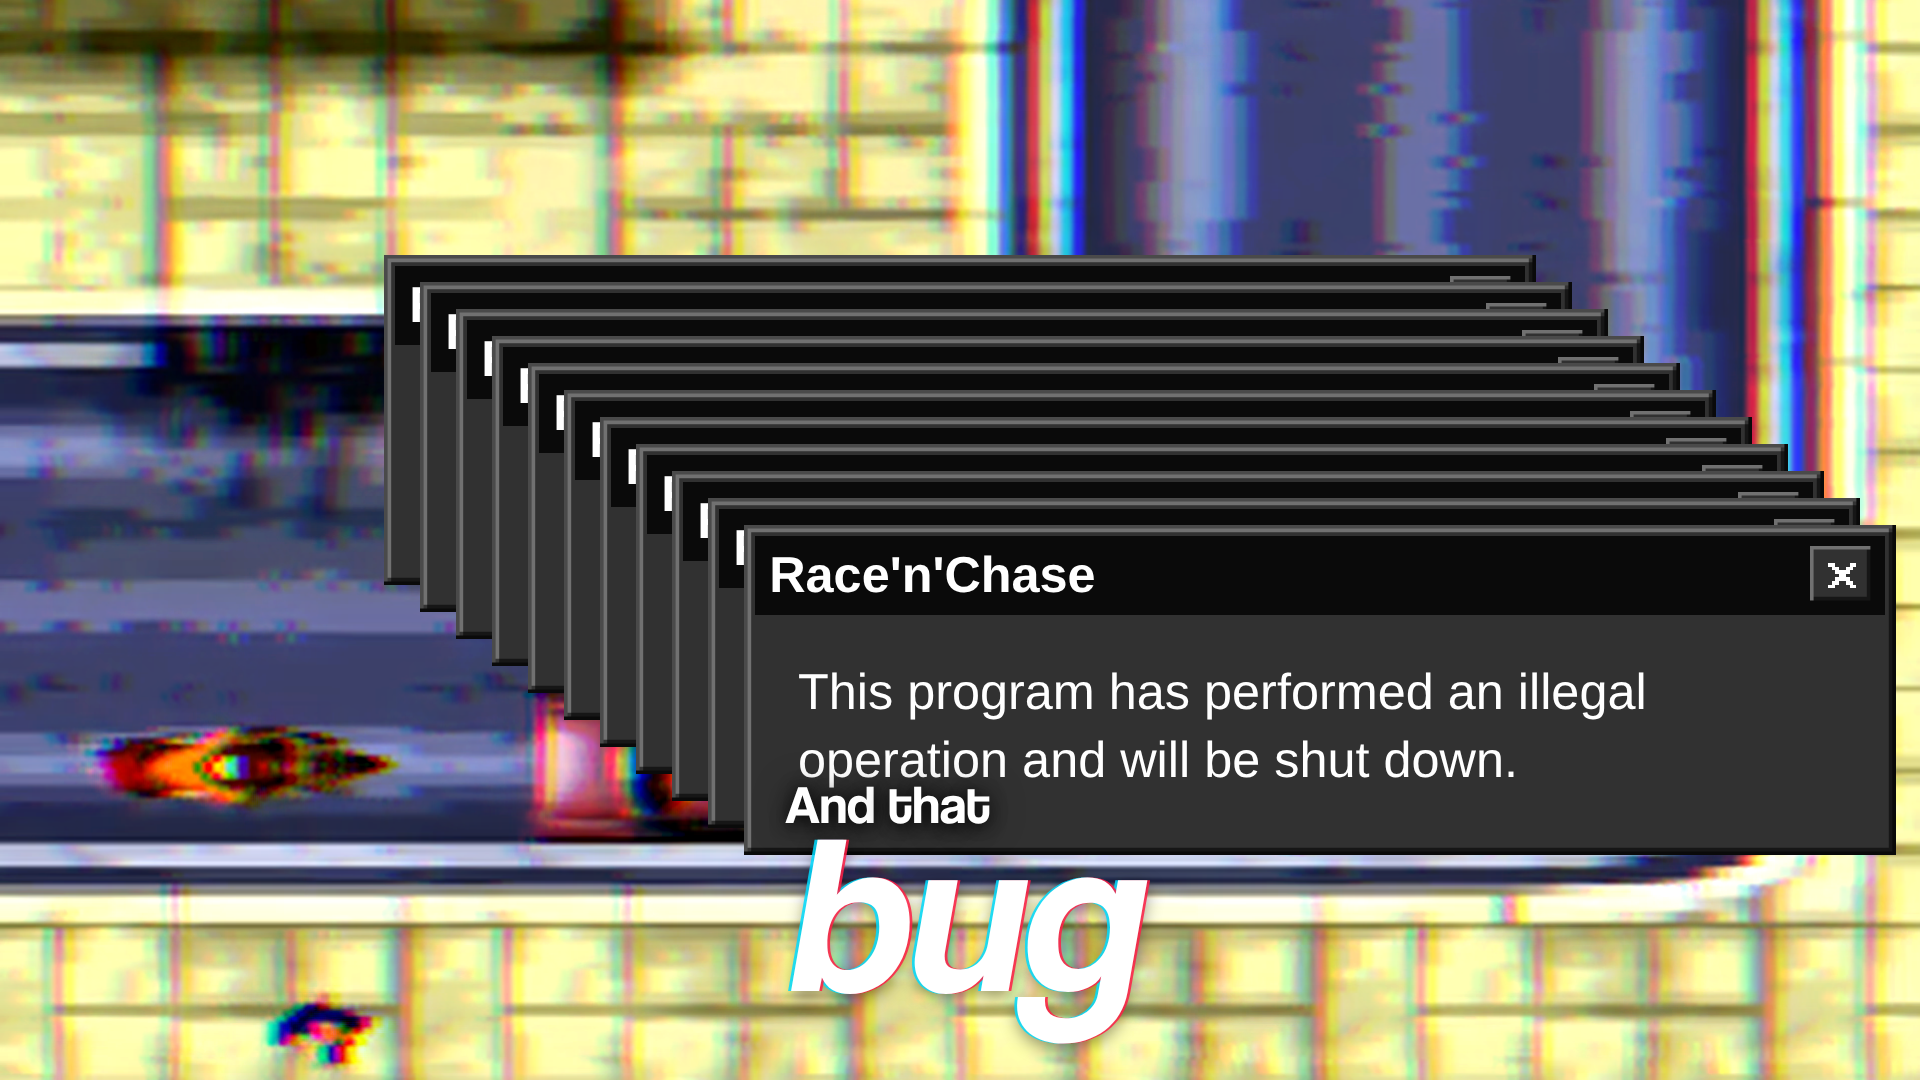 Race'n'Chase
This program has performed an illegal
operation and will be shut down.
And that
bug